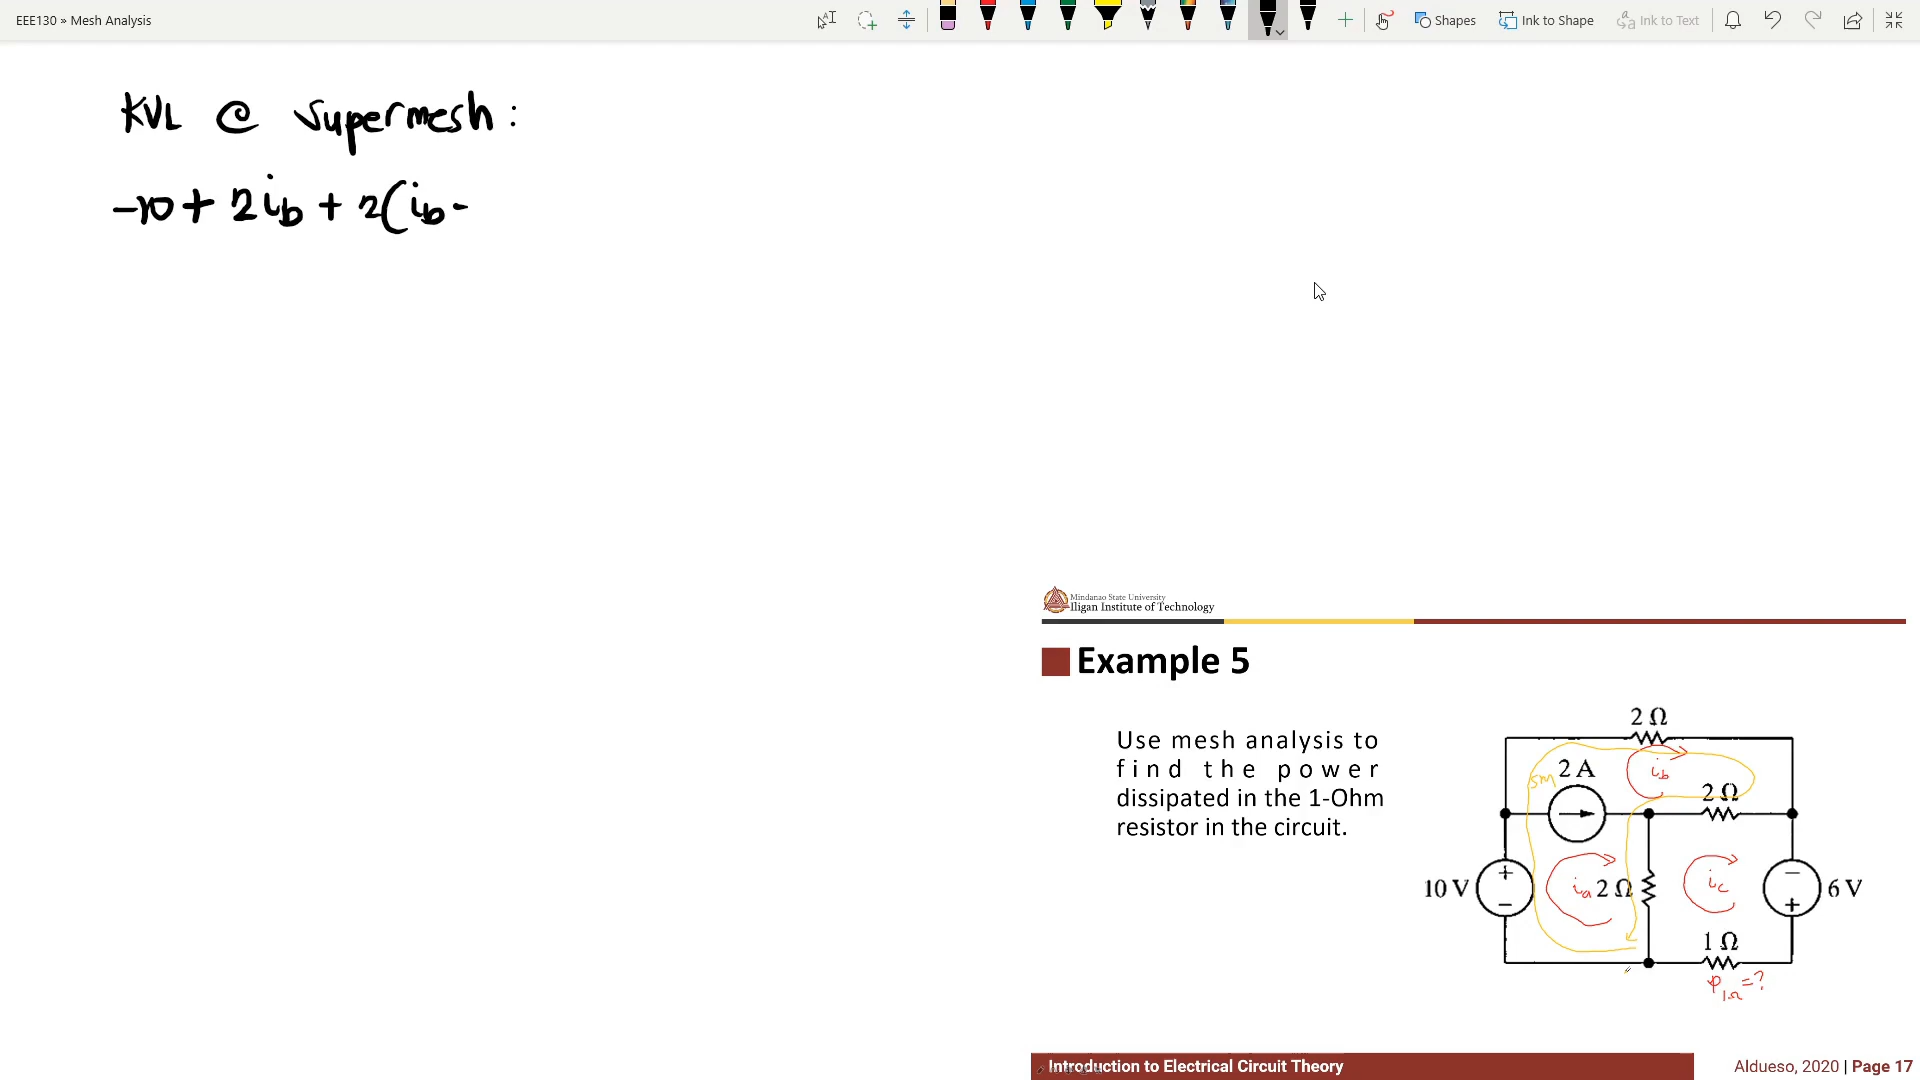 EEE130 » Mesh Analysis
Shapes
Ink to Shape
Ink to Text
KVL @ supermesh:
-10 + 2ib + 2(ib -
Mindanao State University
Iligan Institute of Technology
Example 5
Use mesh analysis to
find the power
dissipated in the 1-Ohm
resistor in the circuit.
2 Ω
2 A
ib
SM
2 Ω
10 V
+
−
ia
2 Ω
ic
−
+
6 V
1 Ω
P1Ω = ?
Introduction to Electrical Circuit Theory
Aldueso, 2020 | Page 17